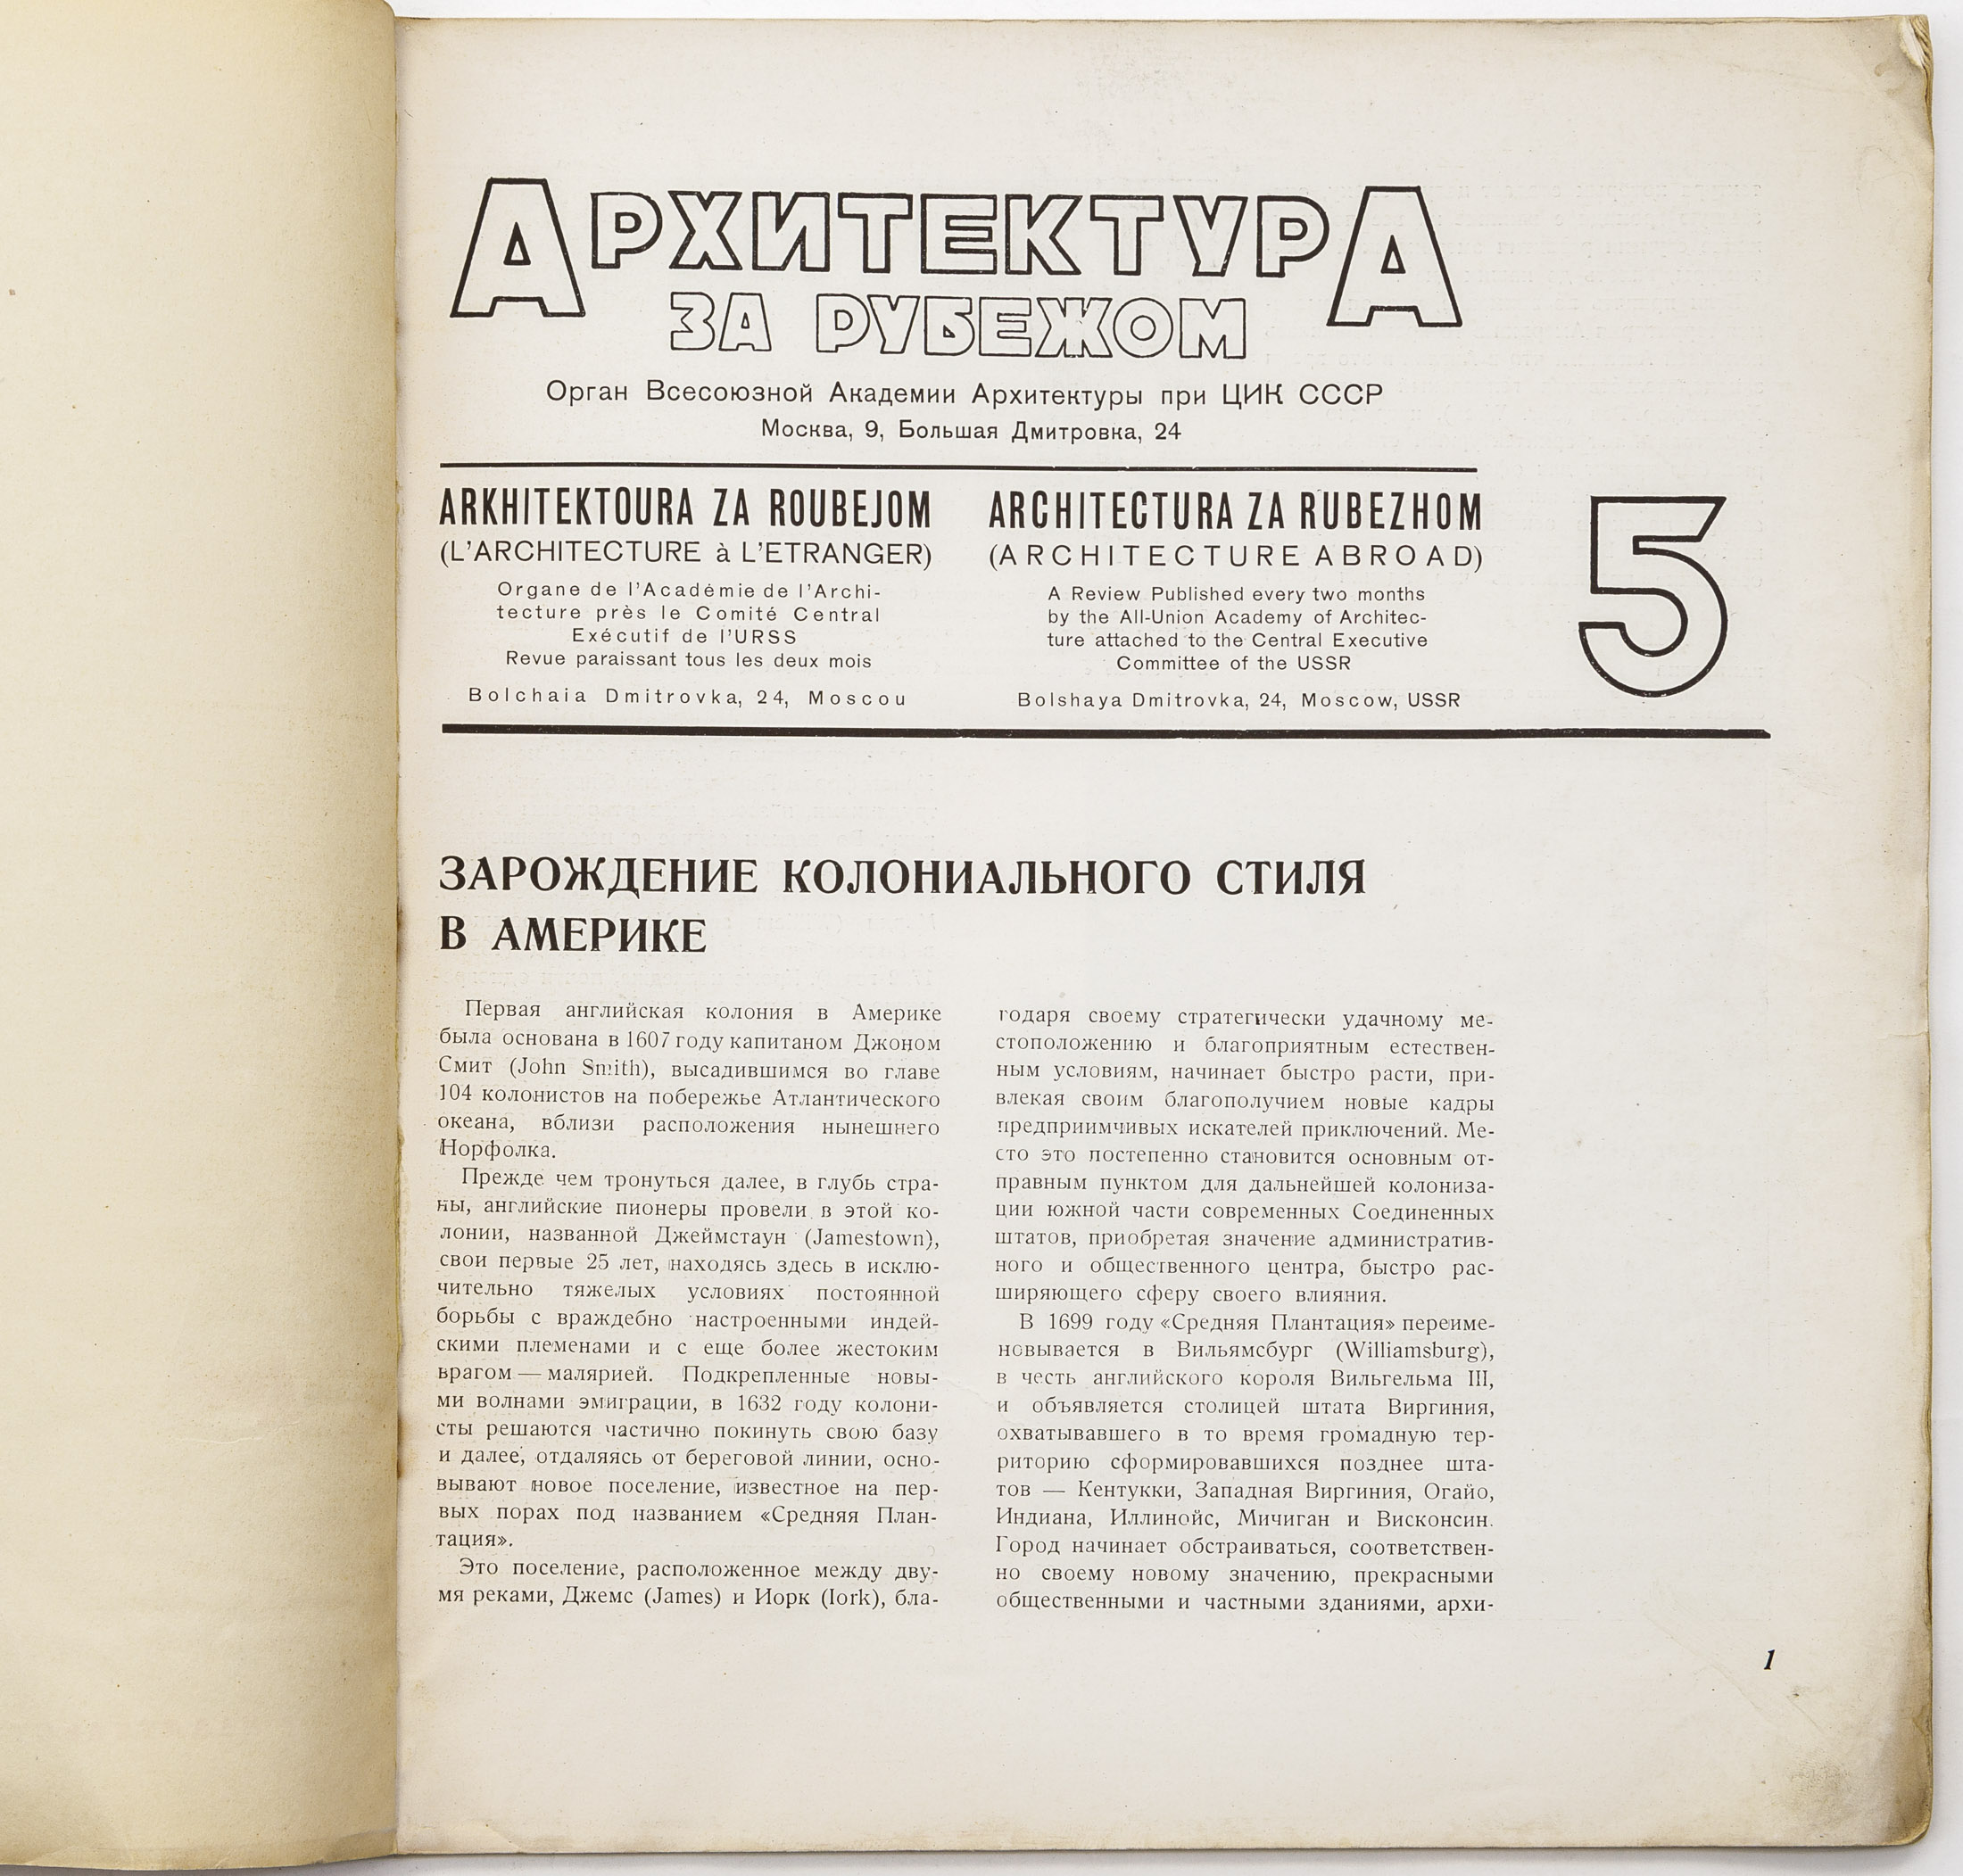 АРХИТЕКТУРА
ЗА РУБЕЖОМ
Орган Всесоюзной Академии Архитектуры при ЦИК СССР
Москва, 9, Большая Дмитровка, 24
ARKHITEKTOURA ZA ROUBEJOM
(L'ARCHITECTURE à L'ETRANGER)
Organe de l'Académie de l'Archi-
tecture près le Comité Central
Exécutif de l'URSS
Revue paraissant tous les deux mois
Bolchaia Dmitrovka, 24, Moscou
ARCHITECTURA ZA RUBEZHOM
(ARCHITECTURE ABROAD)
A Review Published every two months
by the All-Union Academy of Architec-
ture attached to the Central Executive
Committee of the USSR
Bolshaya Dmitrovka, 24, Moscow, USSR
5
ЗАРОЖДЕНИЕ КОЛОНИАЛЬНОГО СТИЛЯ
В АМЕРИКЕ
Первая английская колония в Америке
была основана в 1607 году капитаном Джоном
Смит (John Smith), высадившимся во главе
104 колонистов на побережье Атлантического
океана, вблизи расположения нынешнего
Норфолка.
Прежде чем тронуться далее, в глубь стра-
ны, английские пионеры провели в этой ко-
лонии, названной Джеймстаун (Jamestown),
свои первые 25 лет, находясь здесь в исклю-
чительно тяжелых условиях постоянной
борьбы с враждебно настроенными индей-
скими племенами и с еще более жестоким
врагом — малярией. Подкрепленные новы-
ми волнами эмиграции, в 1632 году колони-
сты решаются частично покинуть свою базу
и далее, отдаляясь от береговой линии, осно-
вывают новое поселение, известное на пер-
вых порах под названием «Средняя План-
тация».
Это поселение, расположенное между дву-
мя реками, Джемс (James) и Иорк (Iork), бла-
годаря своему стратегически удачному ме-
стоположению и благоприятным естествен-
ным условиям, начинает быстро расти, при-
влекая своим благополучием новые кадры
предприимчивых искателей приключений. Ме-
сто это постепенно становится основным от-
правным пунктом для дальнейшей колониза-
ции южной части современных Соединенных
штатов, приобретая значение административ-
ного и общественного центра, быстро рас-
ширяющего сферу своего влияния.
В 1699 году «Средняя Плантация» переиме-
новывается в Вильямсбург (Williamsburg),
в честь английского короля Вильгельма III,
и объявляется столицей штата Виргиния,
охватывавшего в то время громадную тер-
риторию сформировавшихся позднее шта-
тов — Кентукки, Западная Виргиния, Огайо,
Индиана, Иллинойс, Мичиган и Висконсин.
Город начинает обстраиваться, соответствен-
но своему новому значению, прекрасными
общественными и частными зданиями, архи-
1